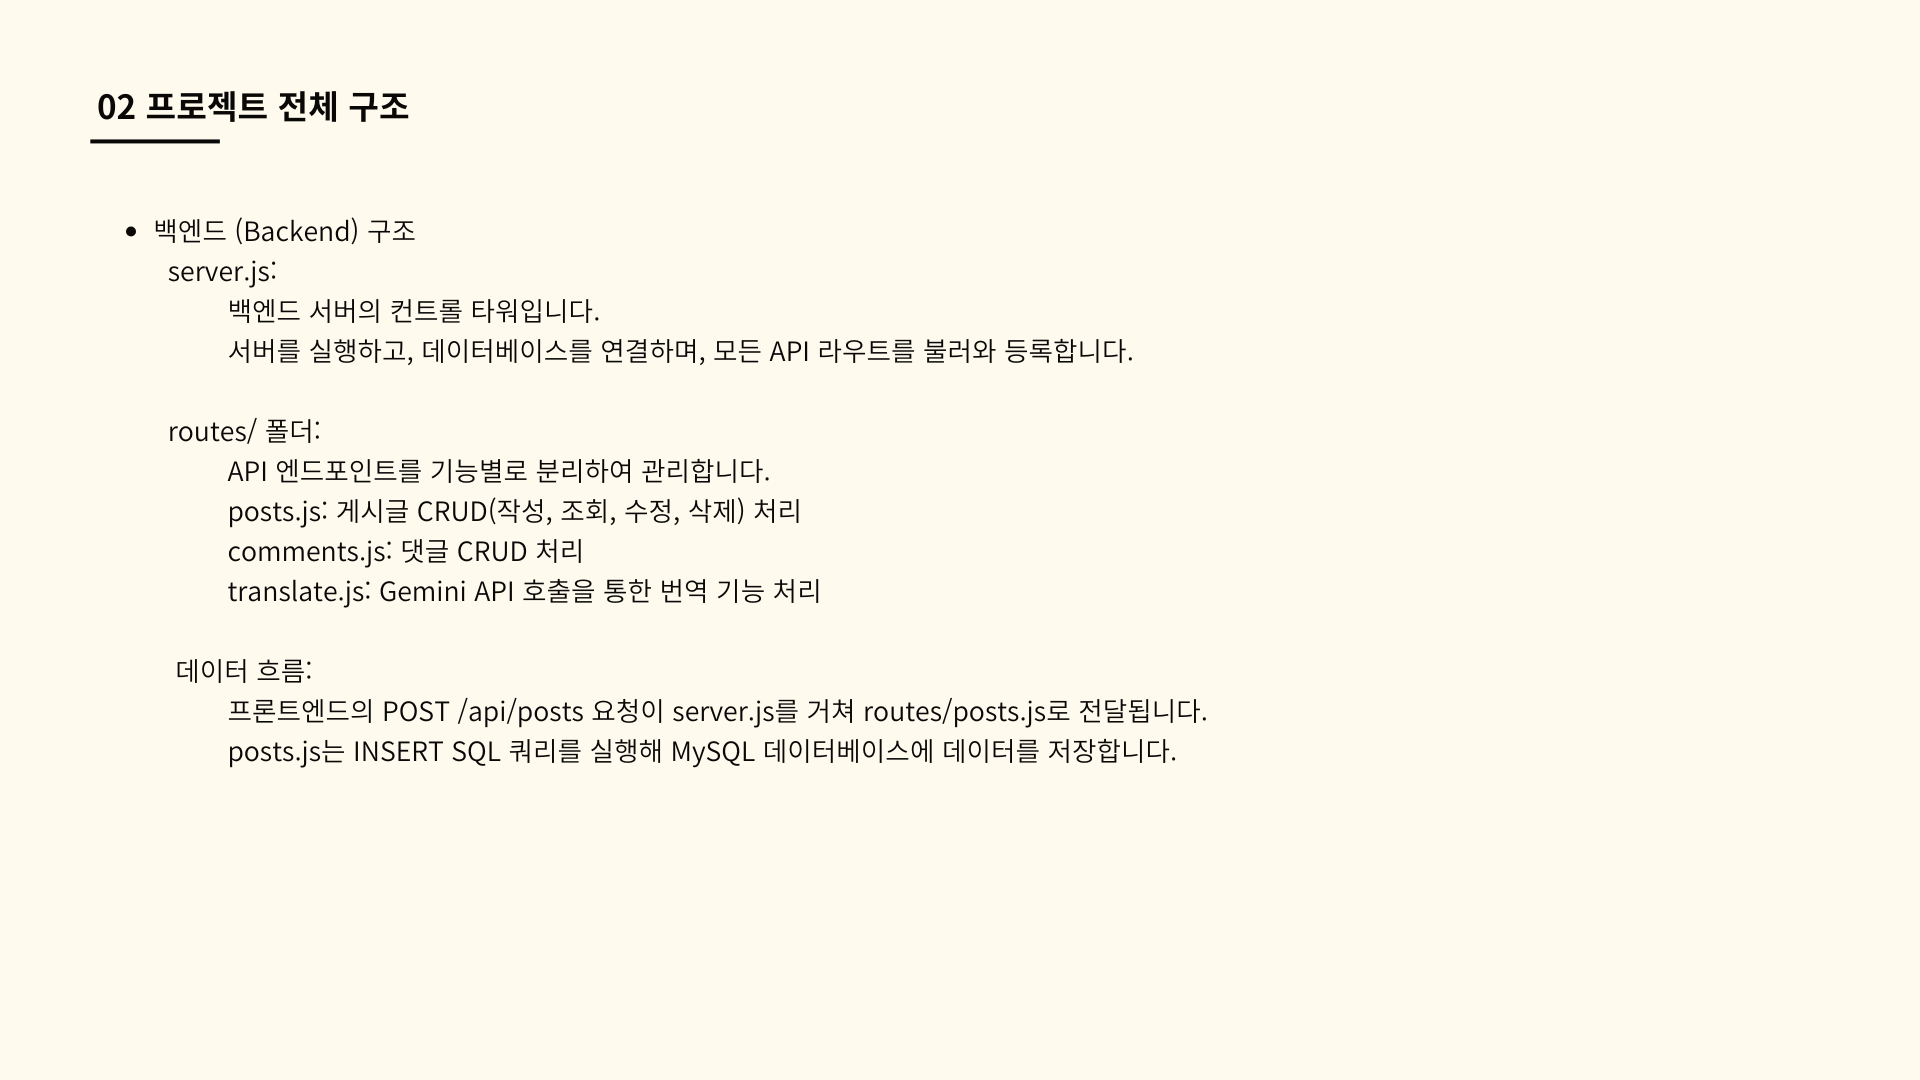 02 프로젝트 전체 구조
• 백엔드 (Backend) 구조
server.js:
백엔드 서버의 컨트롤 타워입니다.
서버를 실행하고, 데이터베이스를 연결하며, 모든 API 라우트를 불러와 등록합니다.
routes/ 폴더:
API 엔드포인트를 기능별로 분리하여 관리합니다.
posts.js: 게시글 CRUD(작성, 조회, 수정, 삭제) 처리
comments.js: 댓글 CRUD 처리
translate.js: Gemini API 호출을 통한 번역 기능 처리
데이터 흐름:
프론트엔드의 POST /api/posts 요청이 server.js를 거쳐 routes/posts.js로 전달됩니다.
posts.js는 INSERT SQL 쿼리를 실행해 MySQL 데이터베이스에 데이터를 저장합니다.